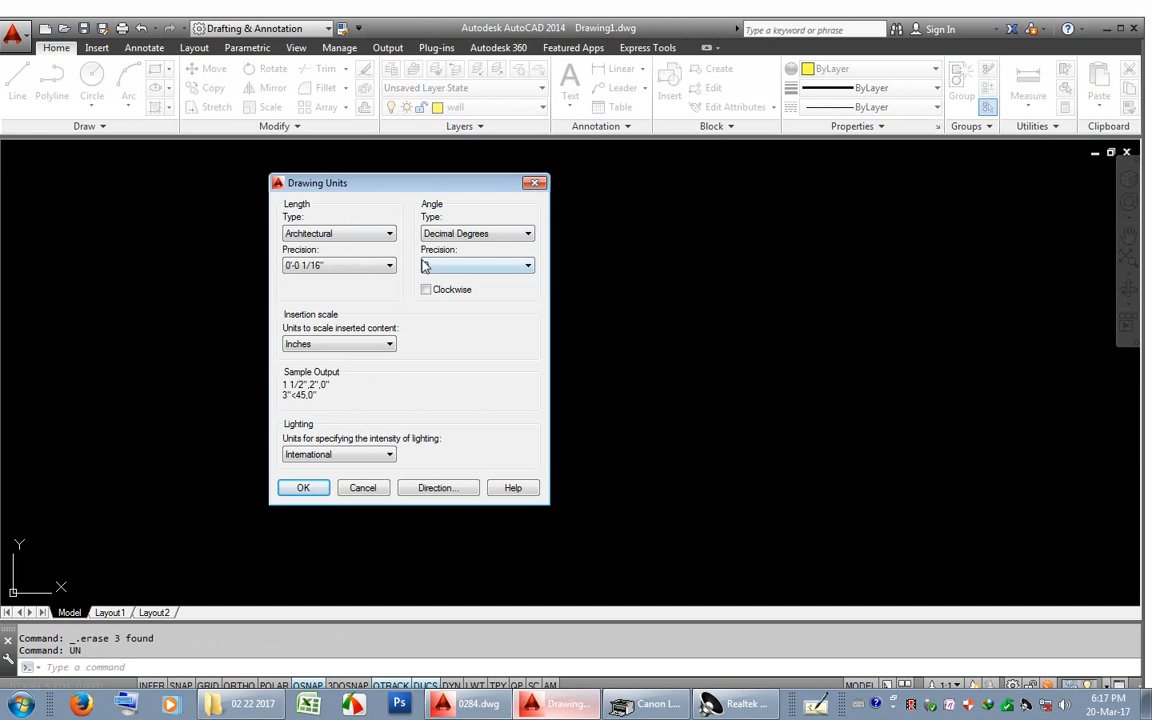 Drafting & Annotation
Autodesk AutoCAD 2014 Drawing1.dwg
Type a keyword or phrase
Sign In
Home Insert Annotate Layout Parametric View Manage Output Plug-ins Autodesk 360 Featured Apps Express Tools
Move Rotate Trim
Linear
Create
ByLayer
Line Polyline Circle Arc
Copy Mirror Fillet
Unsaved Layer State
Text
Leader
Insert
Edit
ByLayer
Group
Measure
Paste
Stretch Scale Array
wall
Table
Edit Attributes
ByLayer
Draw Modify Layers Annotation Block Properties Groups Utilities Clipboard
Drawing Units
Length
Angle
Type:
Type:
Architectural
Decimal Degrees
Precision:
Precision:
0'-0 1/16"
Clockwise
Insertion scale
Units to scale inserted content:
Inches
Sample Output
1 1/2",2",0"
3"<45,0"
Lighting
Units for specifying the intensity of lighting:
International
OK Cancel Direction... Help
Y
X
Model Layout1 Layout2
Command: _.erase 3 found
Command: UN
Type a command
INFER SNAP GRID ORTHO POLAR OSNAP 3DOSNAP OTRACK DUCS DYN LWT TPY QP SC AM
MODEL 1:1
02 22 2017
Ps
0284.dwg
Drawing...
Canon L...
Realtek ...
6:17 PM
20-Mar-17